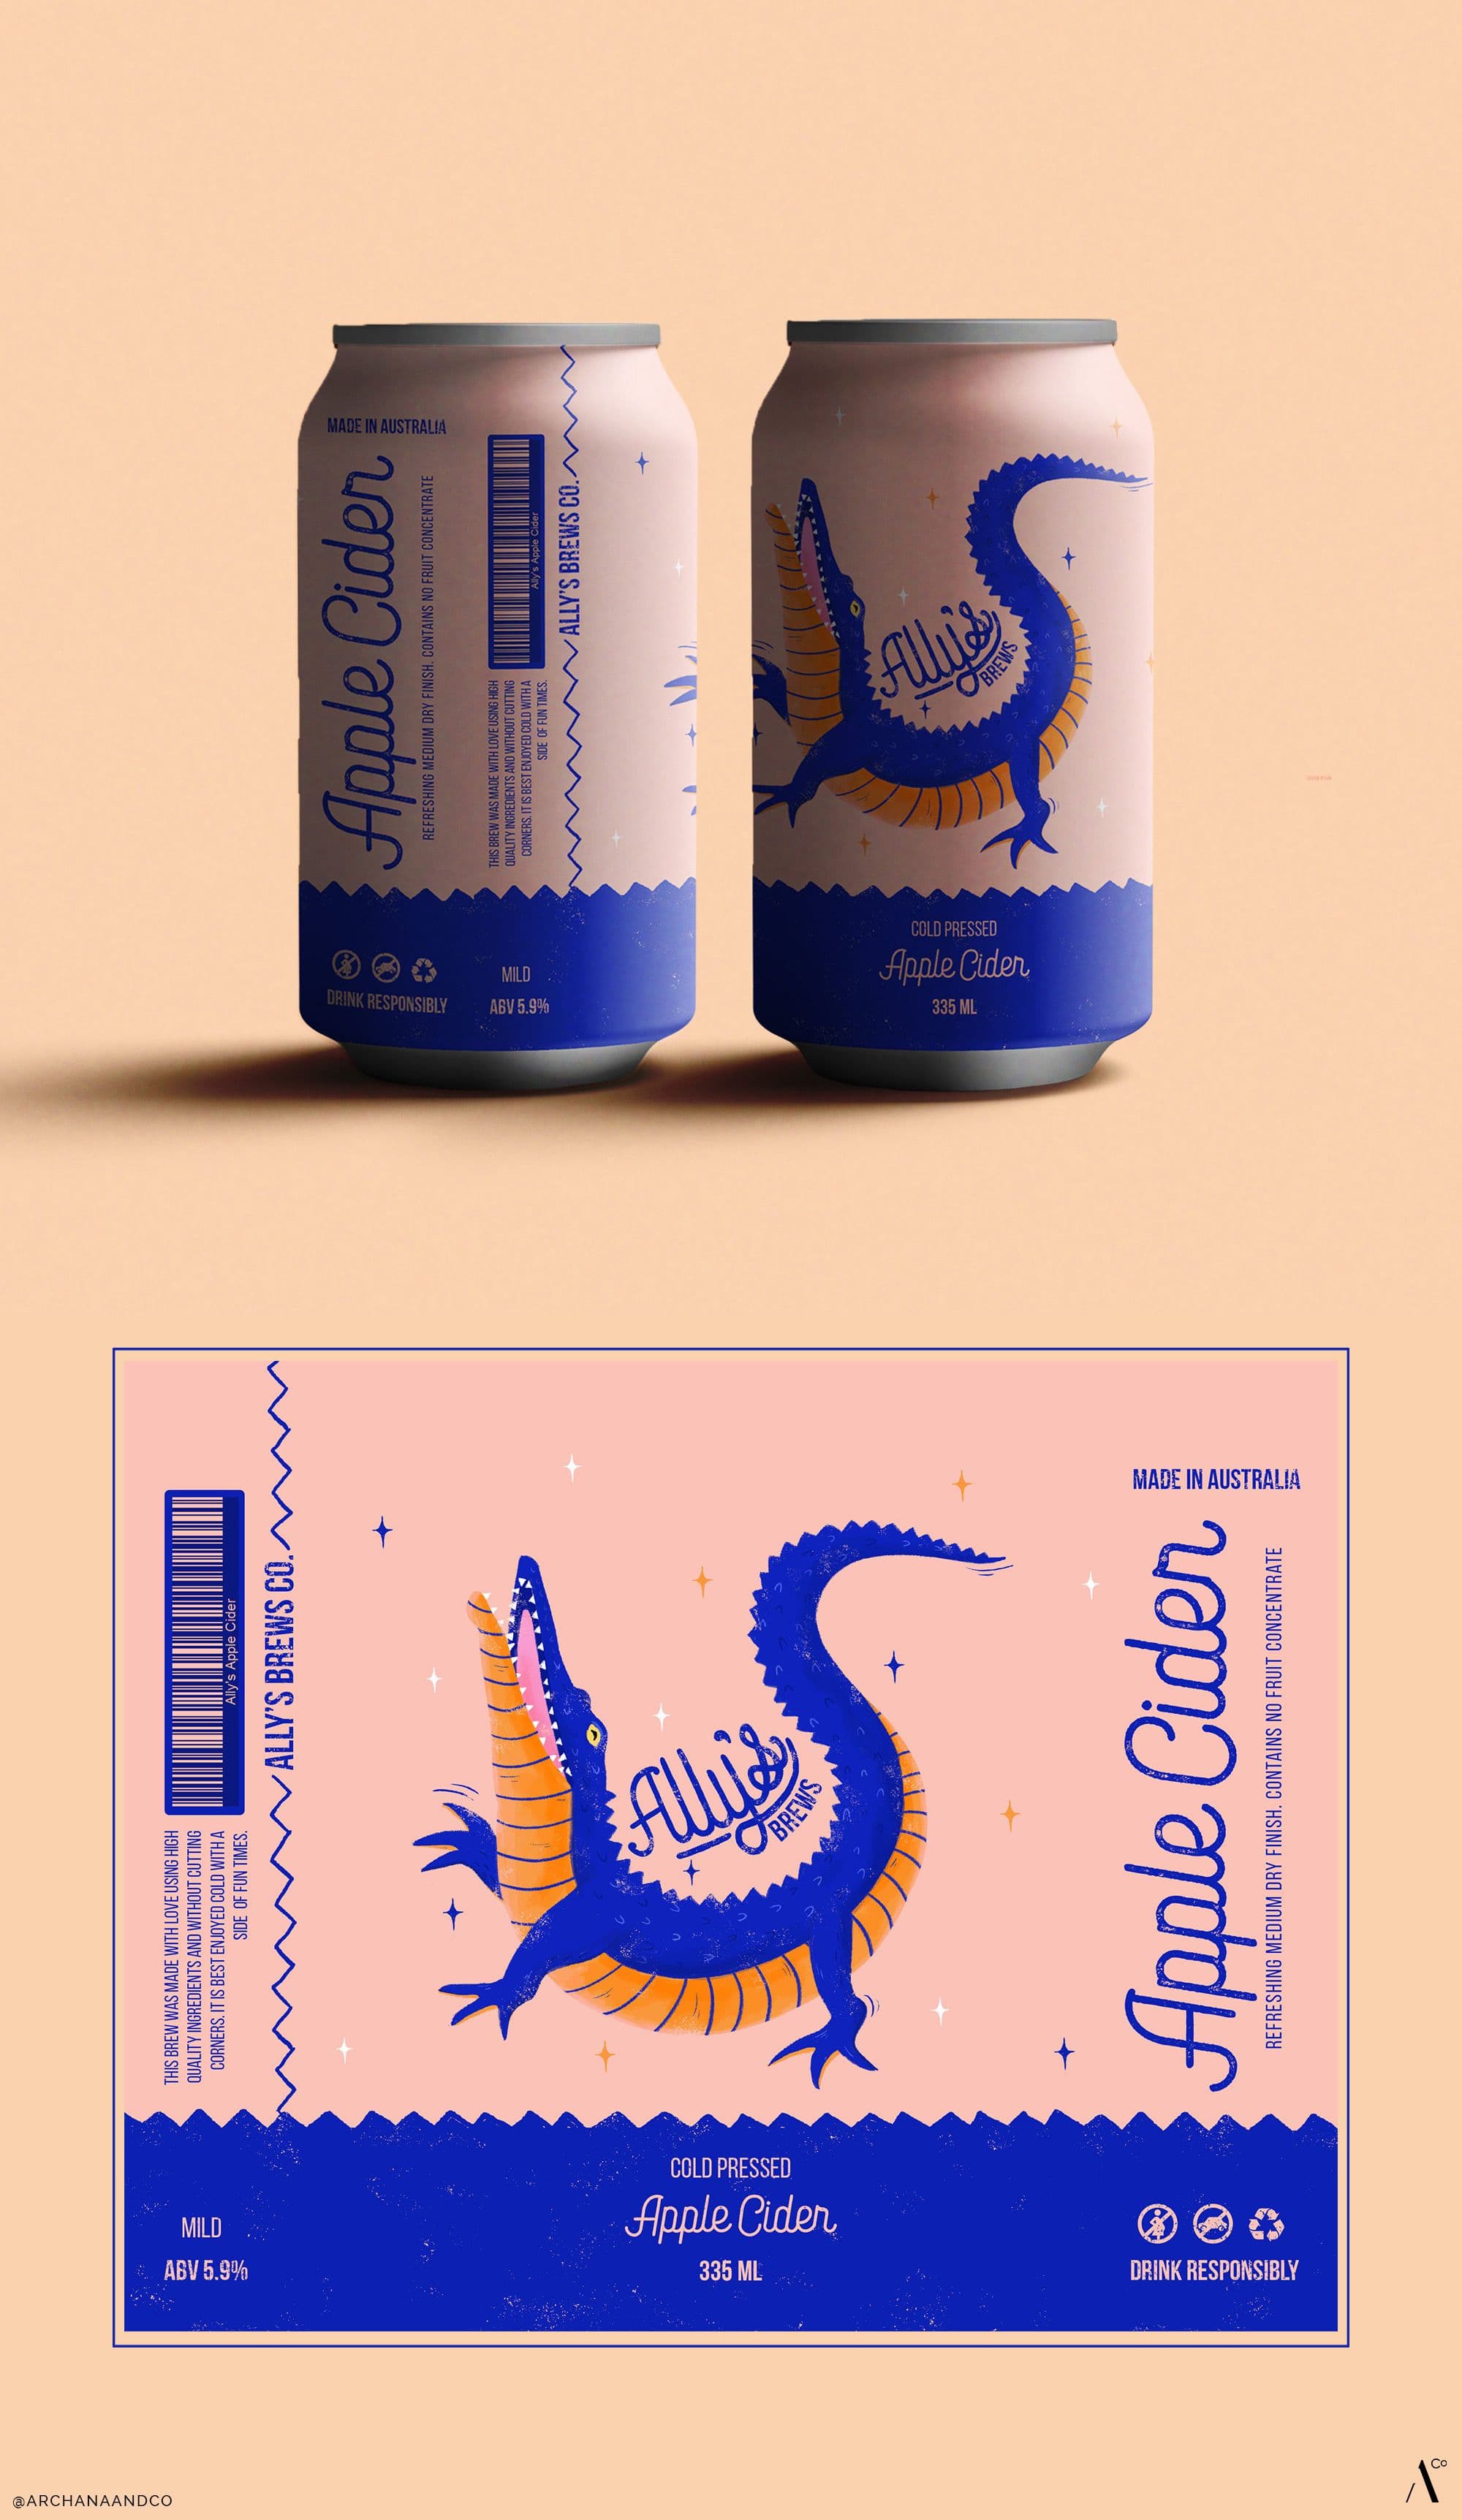 MADE IN AUSTRALIA
Apple Cider
REFRESHING MEDIUM DRY FINISH. CONTAINS NO FRUIT CONCENTRATE
Ally's Apple Cider
THIS BREW WAS MADE WITH LOVE USING HIGH
QUALITY INGREDIENTS AND WITHOUT CUTTING
CORNERS. IT IS BEST ENJOYED COLD WITH A
SIDE OF FUN TIMES.
ALLY'S BREWS CO.
DRINK RESPONSIBLY
MILD
ABV 5.9%
Ally's
BREWS
COLD PRESSED
Apple Cider
335 ML
Ally's Apple Cider
THIS BREW WAS MADE WITH LOVE USING HIGH
QUALITY INGREDIENTS AND WITHOUT CUTTING
CORNERS. IT IS BEST ENJOYED COLD WITH A
SIDE OF FUN TIMES.
ALLY'S BREWS CO.
Ally's
BREWS
MADE IN AUSTRALIA
Apple Cider
REFRESHING MEDIUM DRY FINISH. CONTAINS NO FRUIT CONCENTRATE
MILD
ABV 5.9%
COLD PRESSED
Apple Cider
335 ML
DRINK RESPONSIBLY
@ARCHANAANDCO
A Co